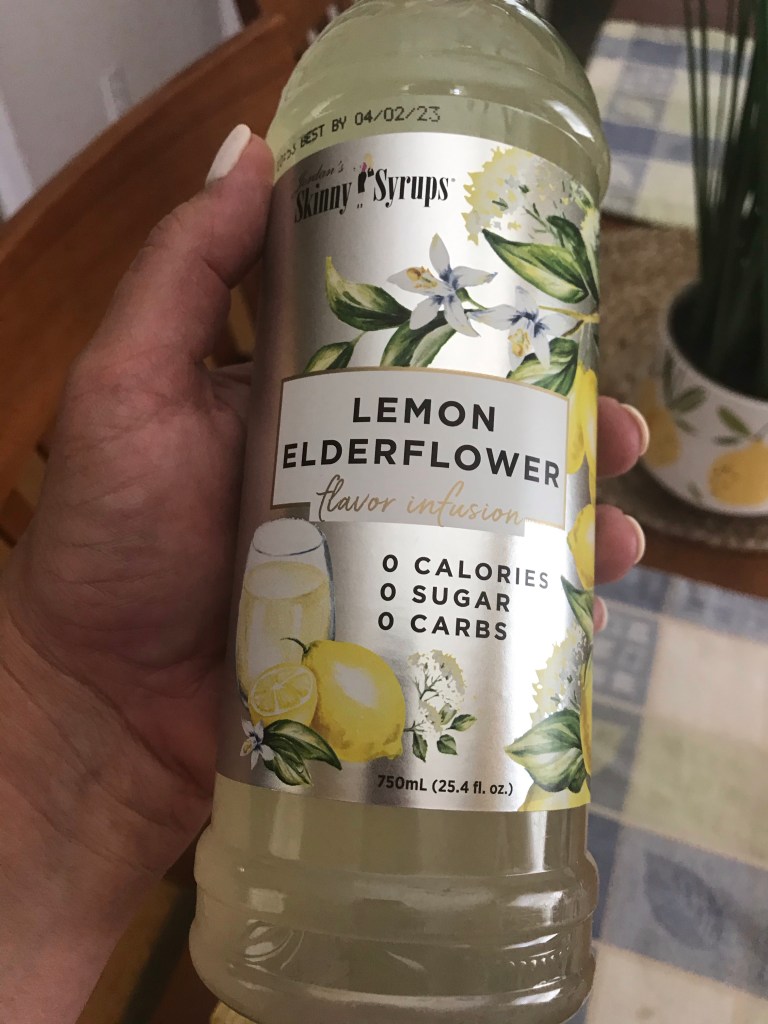 BEST BY 04/02/23
Jordan's
Skinny Syrups
LEMON
ELDERFLOWER
flavor infusion
0 CALORIES
0 SUGAR
0 CARBS
750mL (25.4 fl. oz.)